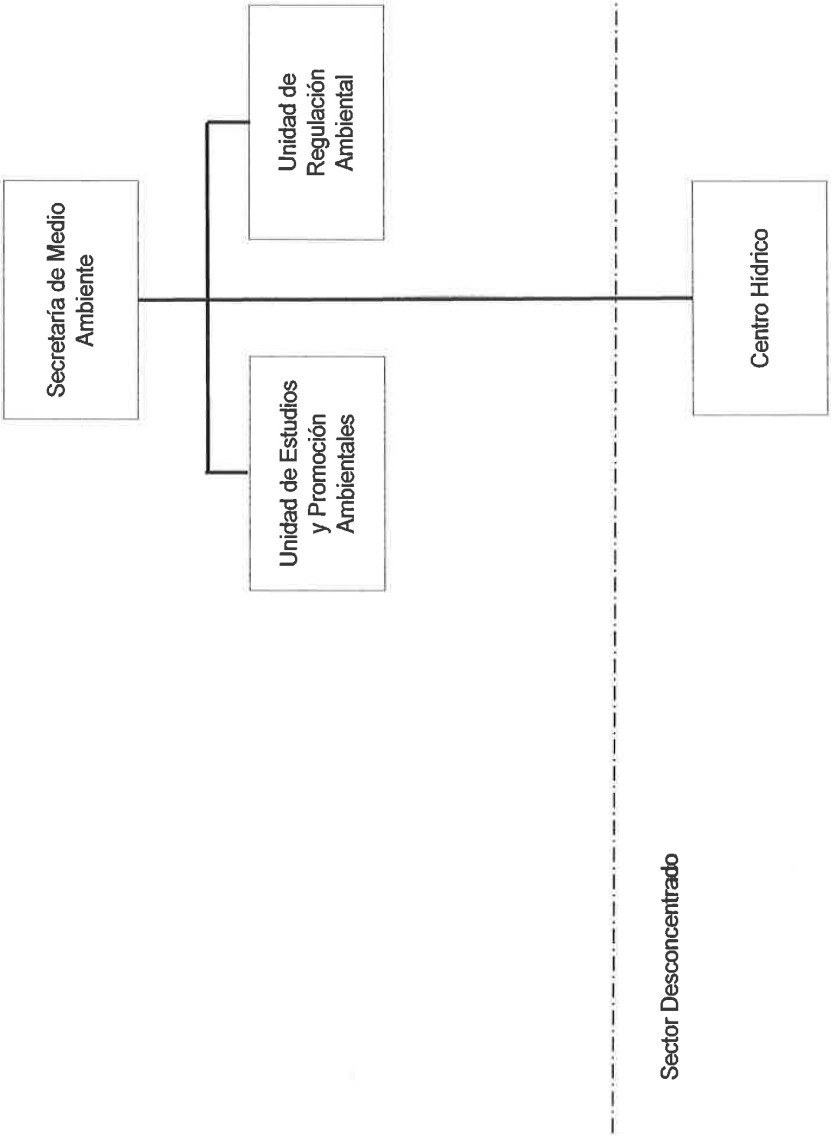 Secretaría de Medio
Ambiente
Unidad de Estudios
y Promoción
Ambientales
Unidad de
Regulación
Ambiental
Sector Desconcentrado
Centro Hídrico